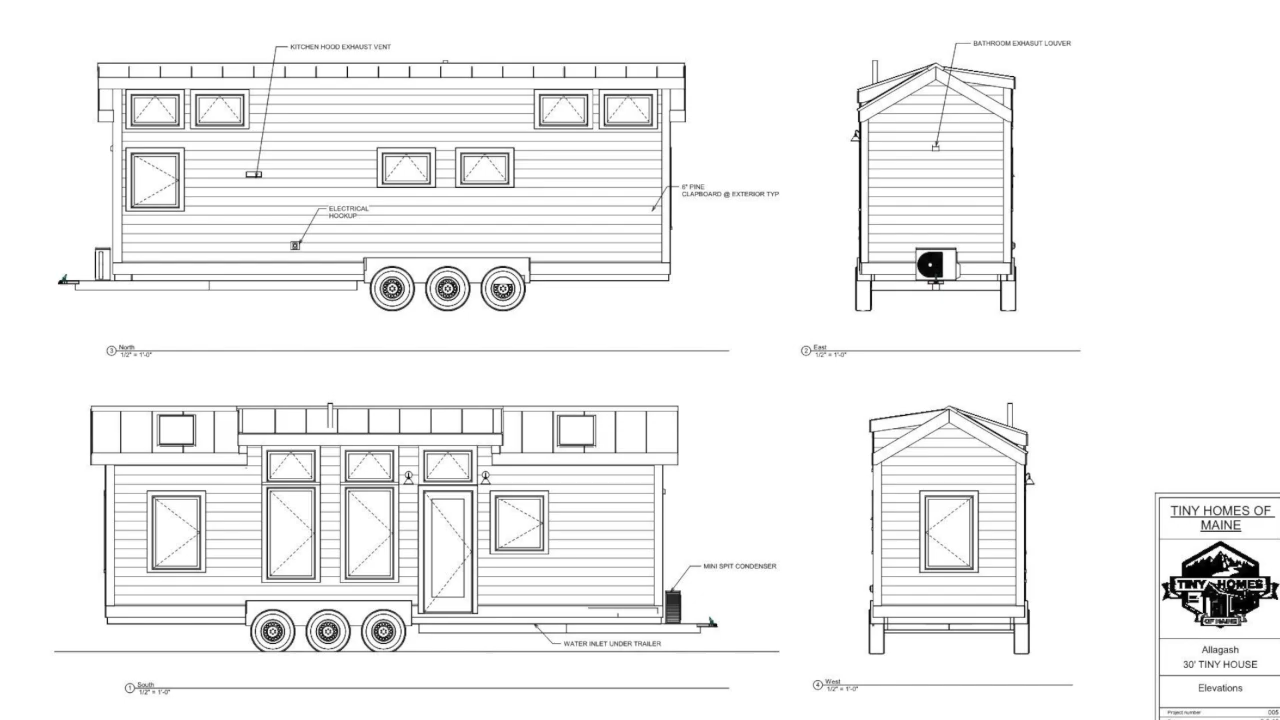 KITCHEN HOOD EXHAUST VENT
BATHROOM EXHASUT LOUVER
6" PINE
CLAPBOARD @ EXTERIOR TYP
ELECTRICAL
HOOKUP
3
North
1/2" = 1'-0"
2
East
1/2" = 1'-0"
MINI SPIT CONDENSER
WATER INLET UNDER TRAILER
1
South
1/2" = 1'-0"
4
West
1/2" = 1'-0"
TINY HOMES OF
MAINE
TINY HOMES
OF MAINE
Allagash
30' TINY HOUSE
Elevations
Project number
005